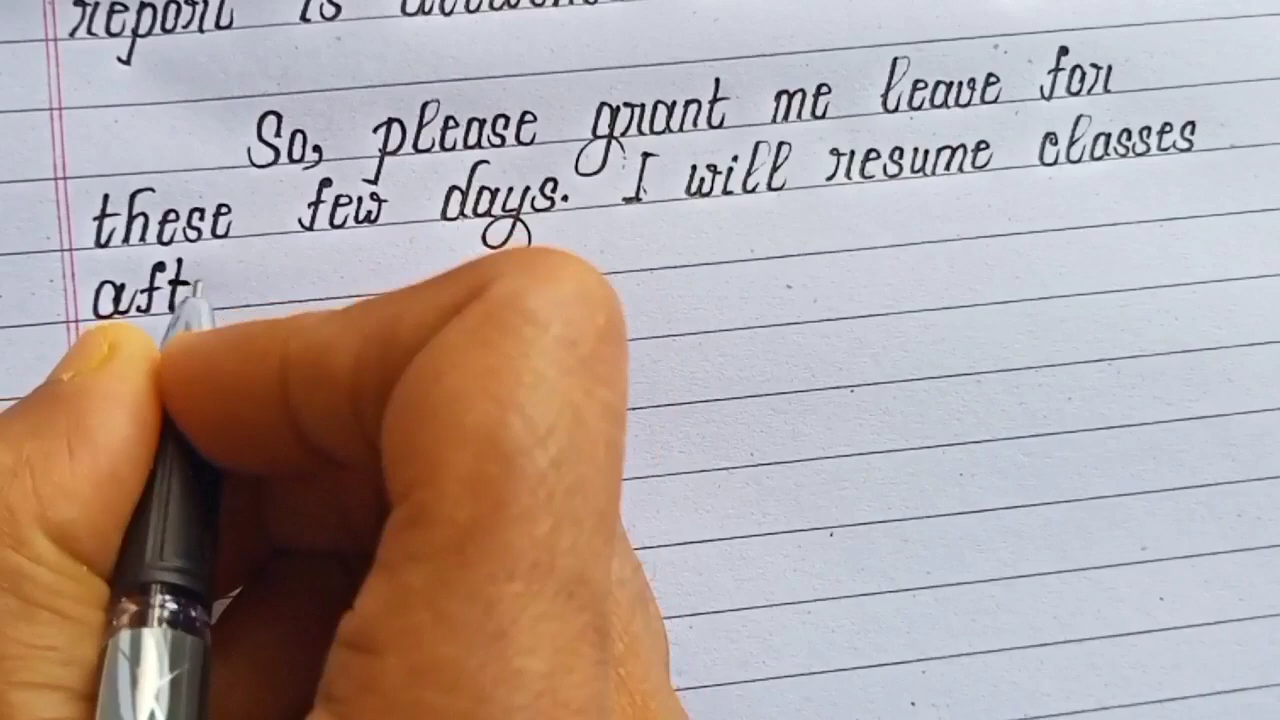 report is
So, please grant me leave for
these few days. I will resume classes
aft